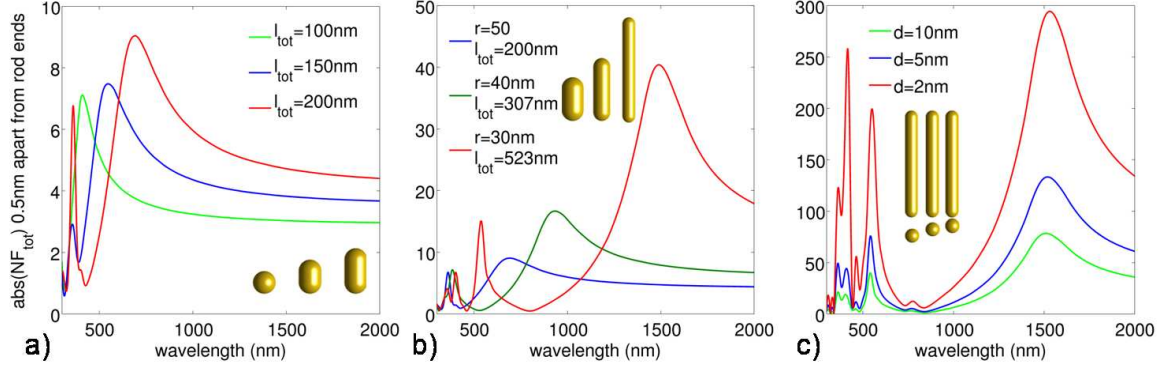 abs(NF_tot) 0.5nm apart from rod ends
10
8
6
4
2
0
500
1000
1500
2000
wavelength (nm)
l_tot=100nm
l_tot=150nm
l_tot=200nm
a)
50
40
30
20
10
0
500
1000
1500
2000
wavelength (nm)
r=50
l_tot=200nm
r=40nm
l_tot=307nm
r=30nm
l_tot=523nm
b)
300
250
200
150
100
50
0
500
1000
1500
2000
wavelength (nm)
d=10nm
d=5nm
d=2nm
c)